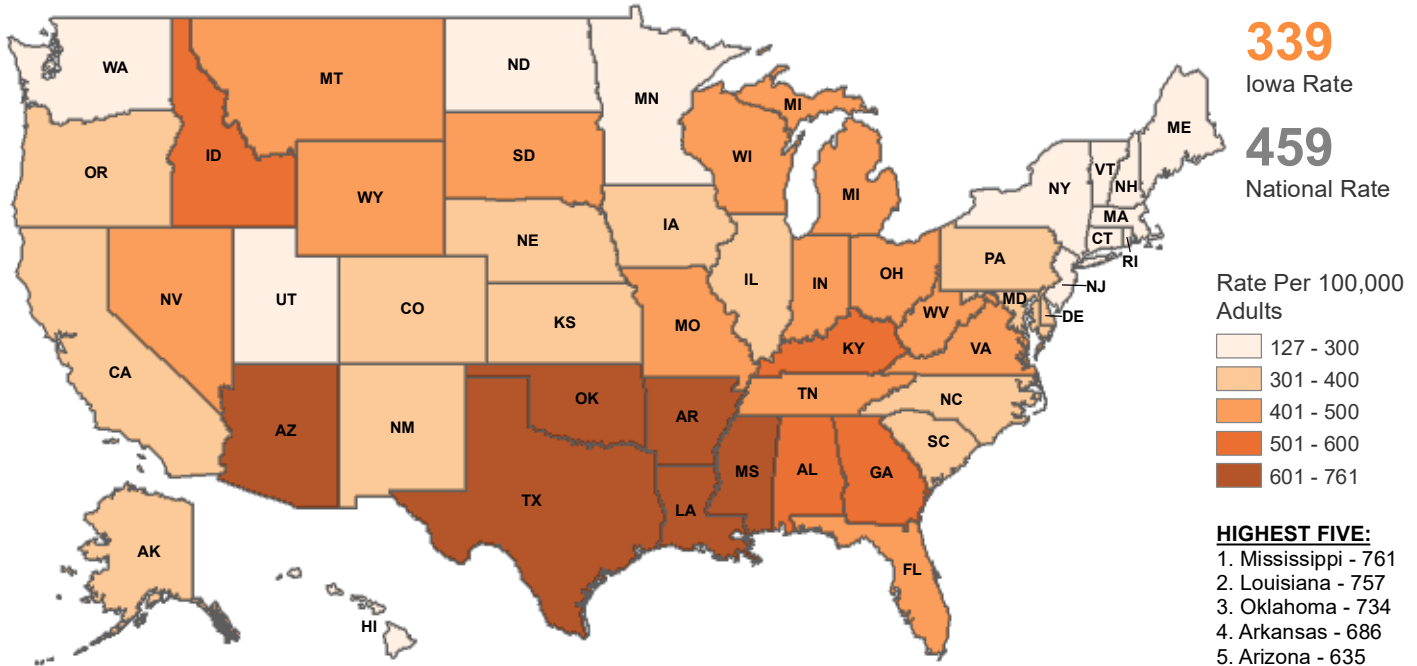 339
Iowa Rate
459
National Rate
WA
MT
ND
MN
MI
ME
OR
ID
SD
WI
VT
NH
NY
WY
MI
MA
IA
CT
RI
NE
PA
NV
UT
CO
IL
IN
OH
NJ
MD
DE
KS
MO
WV
VA
KY
CA
TN
NC
OK
AR
AZ
NM
SC
MS
AL
GA
TX
LA
AK
FL
HI
Rate Per 100,000
Adults
127 - 300
301 - 400
401 - 500
501 - 600
601 - 761
HIGHEST FIVE:
1. Mississippi - 761
2. Louisiana - 757
3. Oklahoma - 734
4. Arkansas - 686
5. Arizona - 635